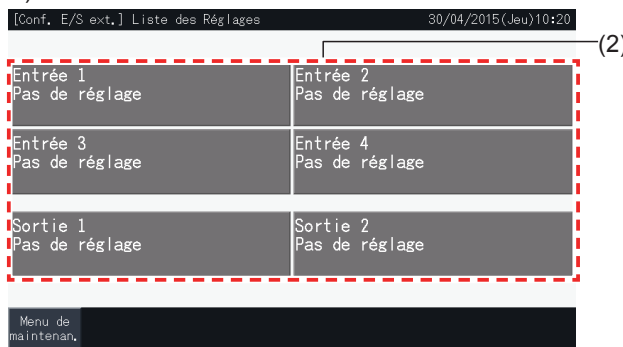 [Conf. E/S ext.] Liste des Réglages 30/04/2015(Jeu)10:20
(2)
Entrée 1 Entrée 2
Pas de réglage Pas de réglage
Entrée 3 Entrée 4
Pas de réglage Pas de réglage
Sortie 1 Sortie 2
Pas de réglage Pas de réglage
Menu de
maintenan.